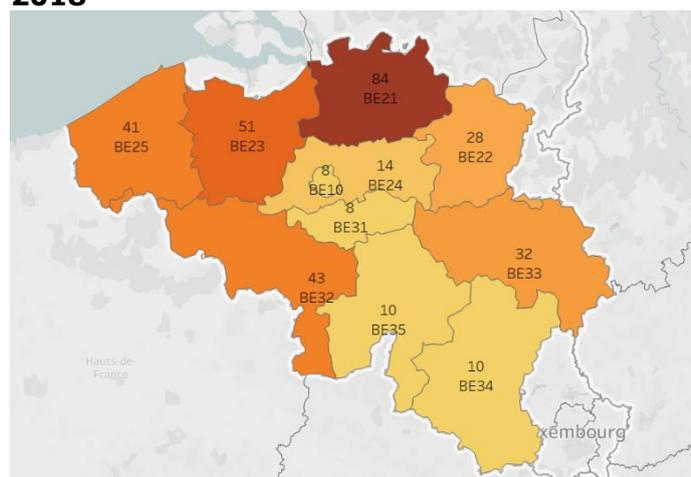 2018
84
BE21
41
BE25
51
BE23
28
BE22
8
BE10
14
BE24
8
BE31
32
BE33
43
BE32
10
BE35
10
BE34
Hauts-de-
France
xembourg